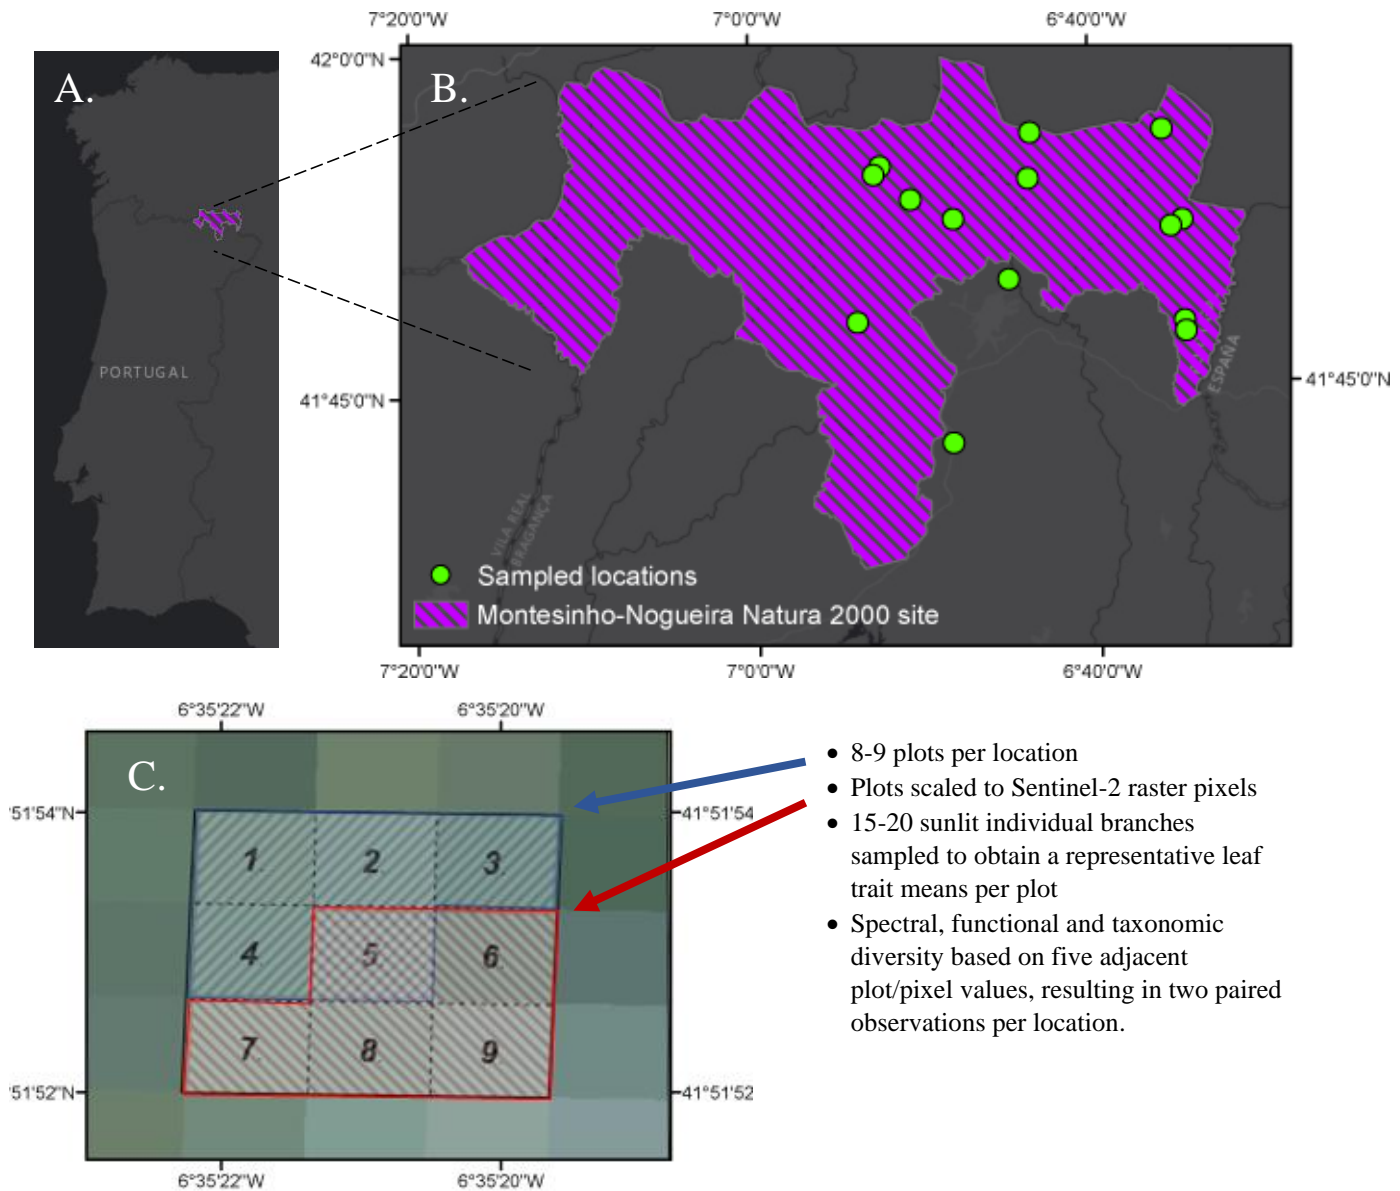 7°20'0"W
7°0'0"W
6°40'0"W
A.
B.
42°0'0"N
PORTUGAL
41°45'0"N
41°45'0"N
ESPAÑA
VILA REAL
BRAGANÇA
Sampled locations
Montesinho-Nogueira Natura 2000 site
7°20'0"W
7°0'0"W
6°40'0"W
6°35'22"W
6°35'20"W
C.
51'54"N
41°51'54
1
2
3
4
5
6
7
8
9
51'52"N
41°51'52
6°35'22"W
6°35'20"W
• 8-9 plots per location
• Plots scaled to Sentinel-2 raster pixels
• 15-20 sunlit individual branches
sampled to obtain a representative leaf
trait means per plot
• Spectral, functional and taxonomic
diversity based on five adjacent
plot/pixel values, resulting in two paired
observations per location.